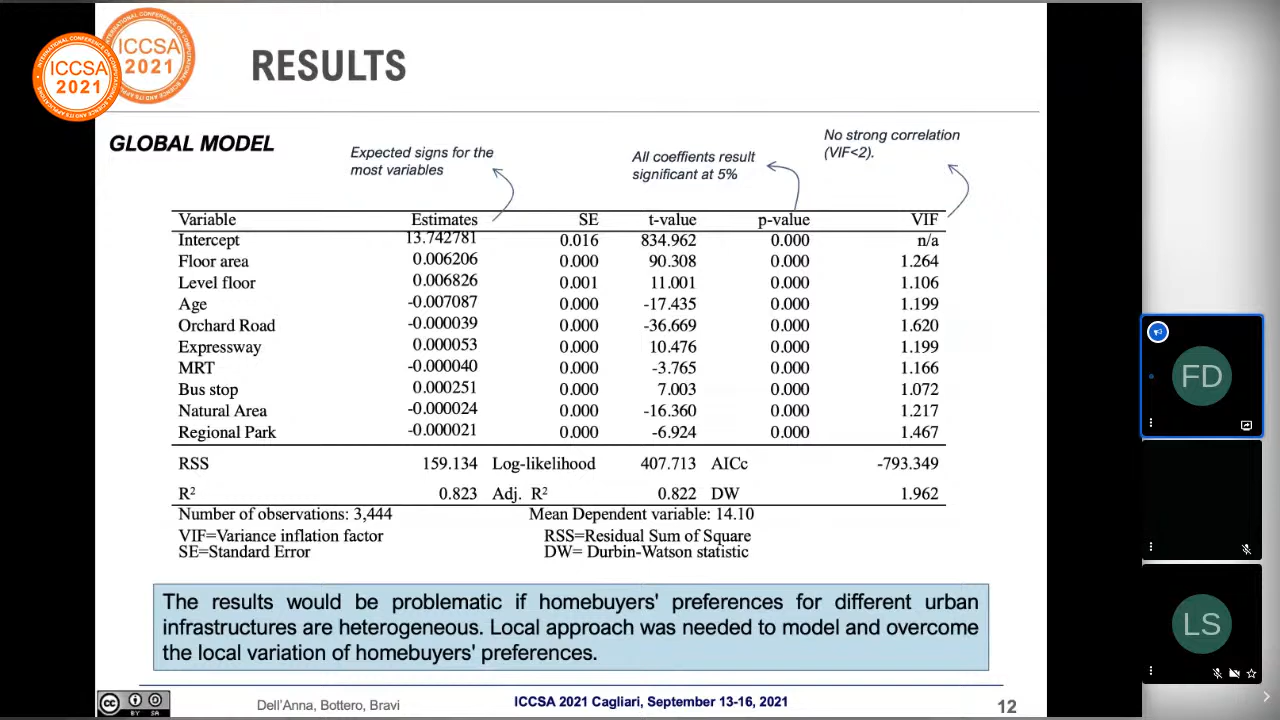 ICCSA
2021
ICCSA
2021
RESULTS
GLOBAL MODEL
Expected signs for the
most variables
All coeffients result
significant at 5%
No strong correlation
(VIF<2).
Variable Estimates SE t-value p-value VIF
Intercept 13.742781 0.016 834.962 0.000 n/a
Floor area 0.006206 0.000 90.308 0.000 1.264
Level floor 0.006826 0.001 11.001 0.000 1.106
Age -0.007087 0.000 -17.435 0.000 1.199
Orchard Road -0.000039 0.000 -36.669 0.000 1.620
Expressway 0.000053 0.000 10.476 0.000 1.199
MRT -0.000040 0.000 -3.765 0.000 1.166
Bus stop 0.000251 0.000 7.003 0.000 1.072
Natural Area -0.000024 0.000 -16.360 0.000 1.217
Regional Park -0.000021 0.000 -6.924 0.000 1.467
RSS 159.134 Log-likelihood 407.713 AICc -793.349
R² 0.823 Adj. R² 0.822 DW 1.962
Number of observations: 3,444 Mean Dependent variable: 14.10
VIF=Variance inflation factor RSS=Residual Sum of Square
SE=Standard Error DW= Durbin-Watson statistic
The results would be problematic if homebuyers' preferences for different urban
infrastructures are heterogeneous. Local approach was needed to model and overcome
the local variation of homebuyers' preferences.
cc BY SA
Dell'Anna, Bottero, Bravi
ICCSA 2021 Cagliari, September 13-16, 2021
12
FD
LS